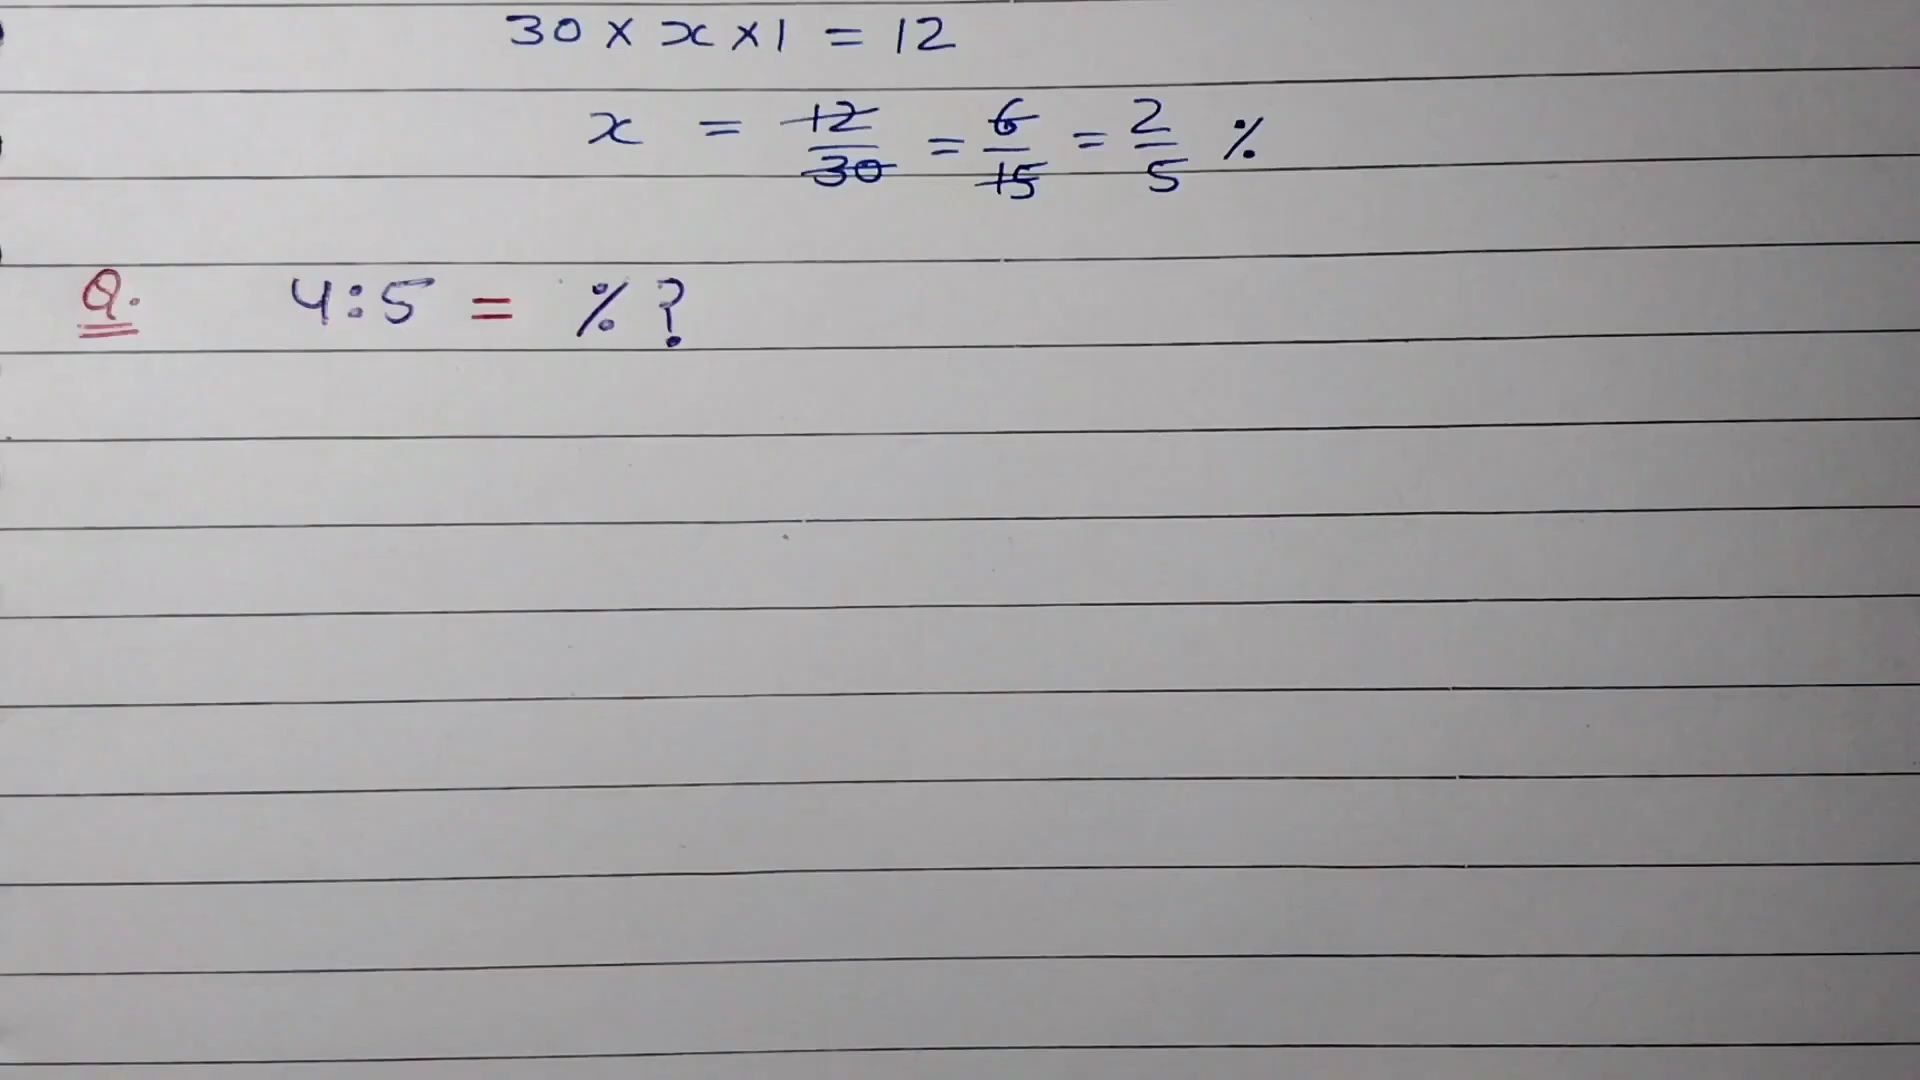 30 × x × 1 = 12
x = 12/30 = 6/15 = 2/5 %
Q. 4:5 = %?